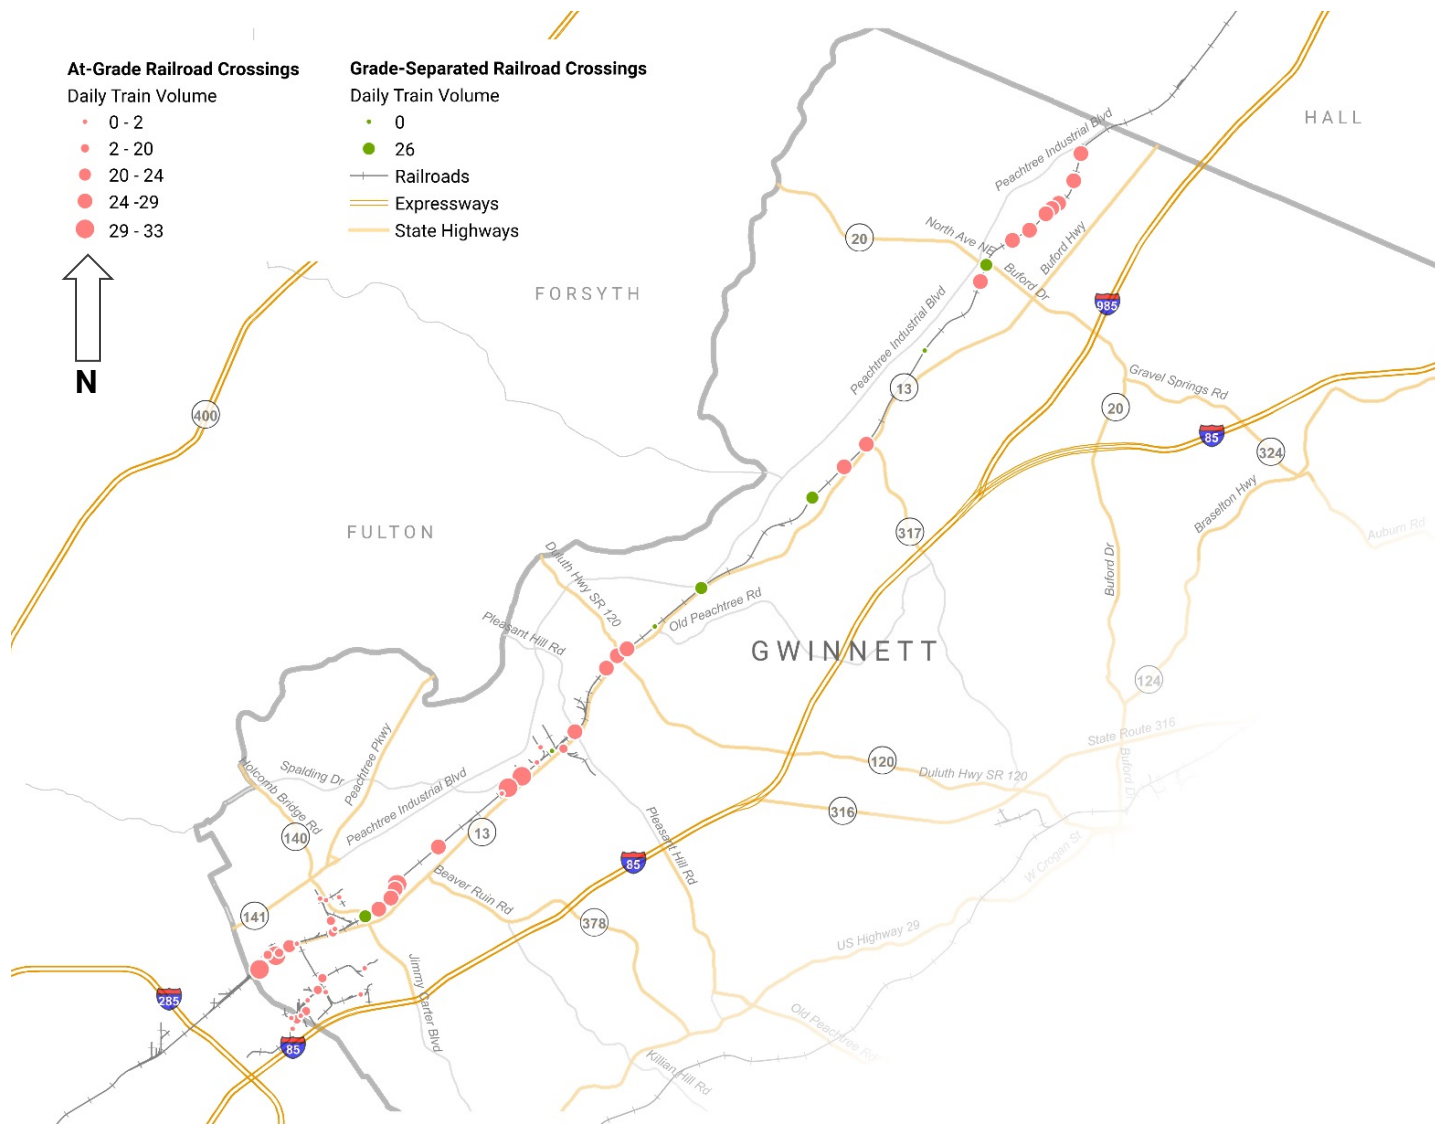 At-Grade Railroad Crossings
Daily Train Volume
0 - 2
2 - 20
20 - 24
24 -29
29 - 33
N
Grade-Separated Railroad Crossings
Daily Train Volume
0
26
Railroads
Expressways
State Highways
HALL
Peachtree Industrial Blvd
North Ave NE
20
Buford Hwy
Buford Dr
FORSYTH
985
Peachtree Industrial Blvd
13
Gravel Springs Rd
20
400
85
324
Braselton Hwy
FULTON
317
Auburn Rd
Duluth Hwy SR 120
Buford Dr
Old Peachtree Rd
Pleasant Hill Rd
GWINNETT
124
State Route 316
Peachtree Pkwy
120
Duluth Hwy SR 120
Buford Dr
Spalding Dr
Holcomb Bridge Rd
Peachtree Industrial Blvd
316
140
13
Pleasant Hill Rd
85
W Crogan St
Beaver Ruin Rd
141
378
US Highway 29
285
Jimmy Carter Blvd
Old Peachtree Rd
85
Killian Hill Rd